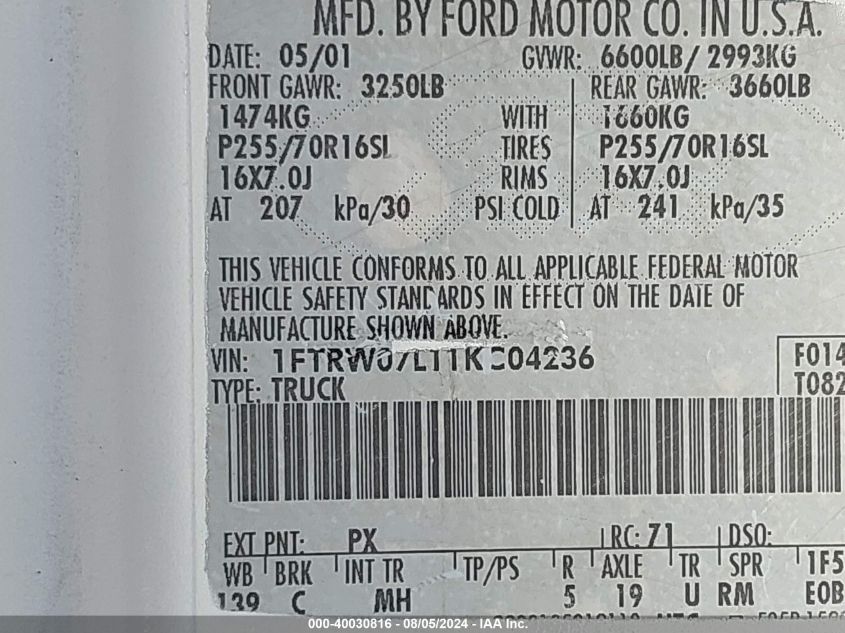 MFD. BY FORD MOTOR CO. IN U.S.A.
DATE: 05/01 GVWR: 6600LB/ 2993KG
FRONT GAWR: 3250LB REAR GAWR: 3660LB
1474KG WITH 1660KG
P255/70R16SL TIRES P255/70R16SL
16X7.0J RIMS 16X7.0J
AT 207 kPa/30 PSI COLD AT 241 kPa/35
THIS VEHICLE CONFORMS TO ALL APPLICABLE FEDERAL MOTOR
VEHICLE SAFETY STANDARDS IN EFFECT ON THE DATE OF
MANUFACTURE SHOWN ABOVE.
VIN: F014
TYPE: TRUCK T082
EXT PNT: PX RC: 71 DSO:
WB BRK INT TR TP/PS R AXLE TR SPR 1F5
139 C MH 5 19 U RM EOB
000-40030816 - 08/05/2024 - IAA Inc.